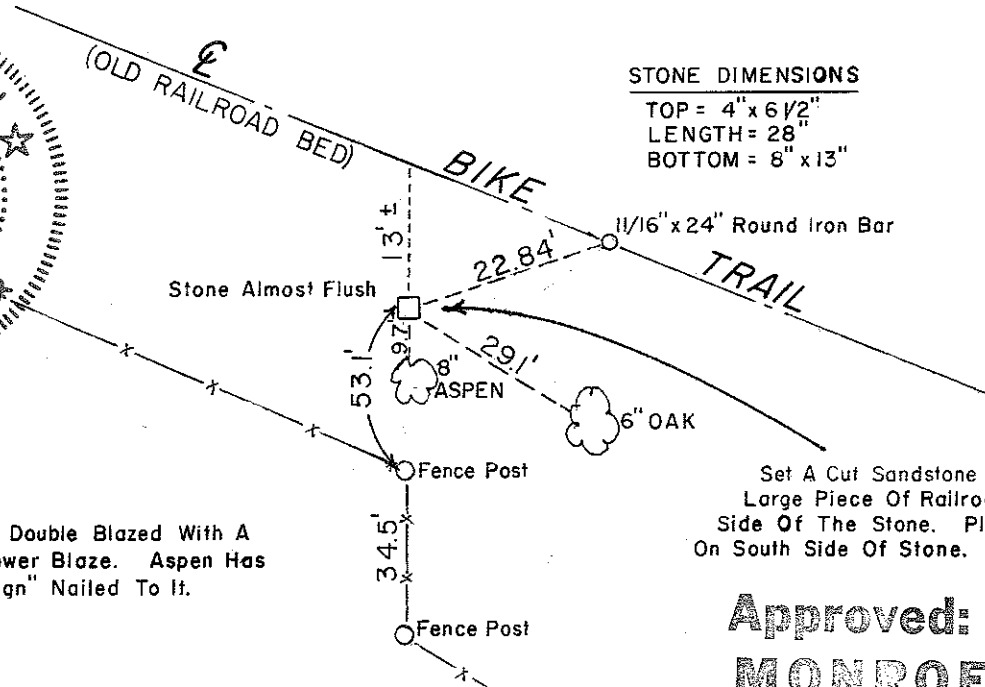 ℄
(OLD RAILROAD BED)
BIKE
TRAIL
STONE DIMENSIONS
TOP = 4" x 6 1/2"
LENGTH = 28"
BOTTOM = 8" x 13"
11/16" x 24" Round Iron Bar
13' ±
22.84'
Stone Almost Flush
9.7'
29.1'
53.1'
8"
ASPEN
6" OAK
Fence Post
34.5'
Fence Post
Set A Cut Sandstone
Large Piece Of Railro
Side Of The Stone. Pl
On South Side Of Stone.
Double Blazed With A
wer Blaze. Aspen Has
gn" Nailed To It.
Approved:
MONROE